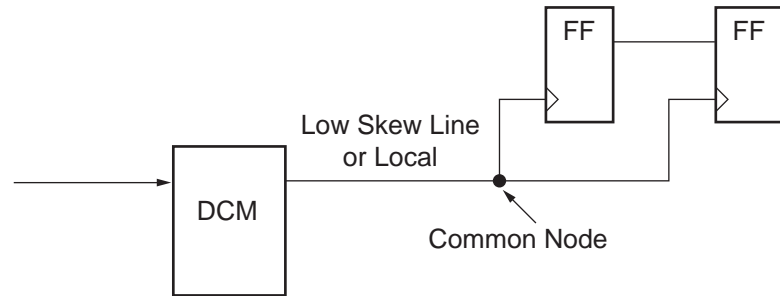 FF
FF
Low Skew Line
or Local
DCM
Common Node